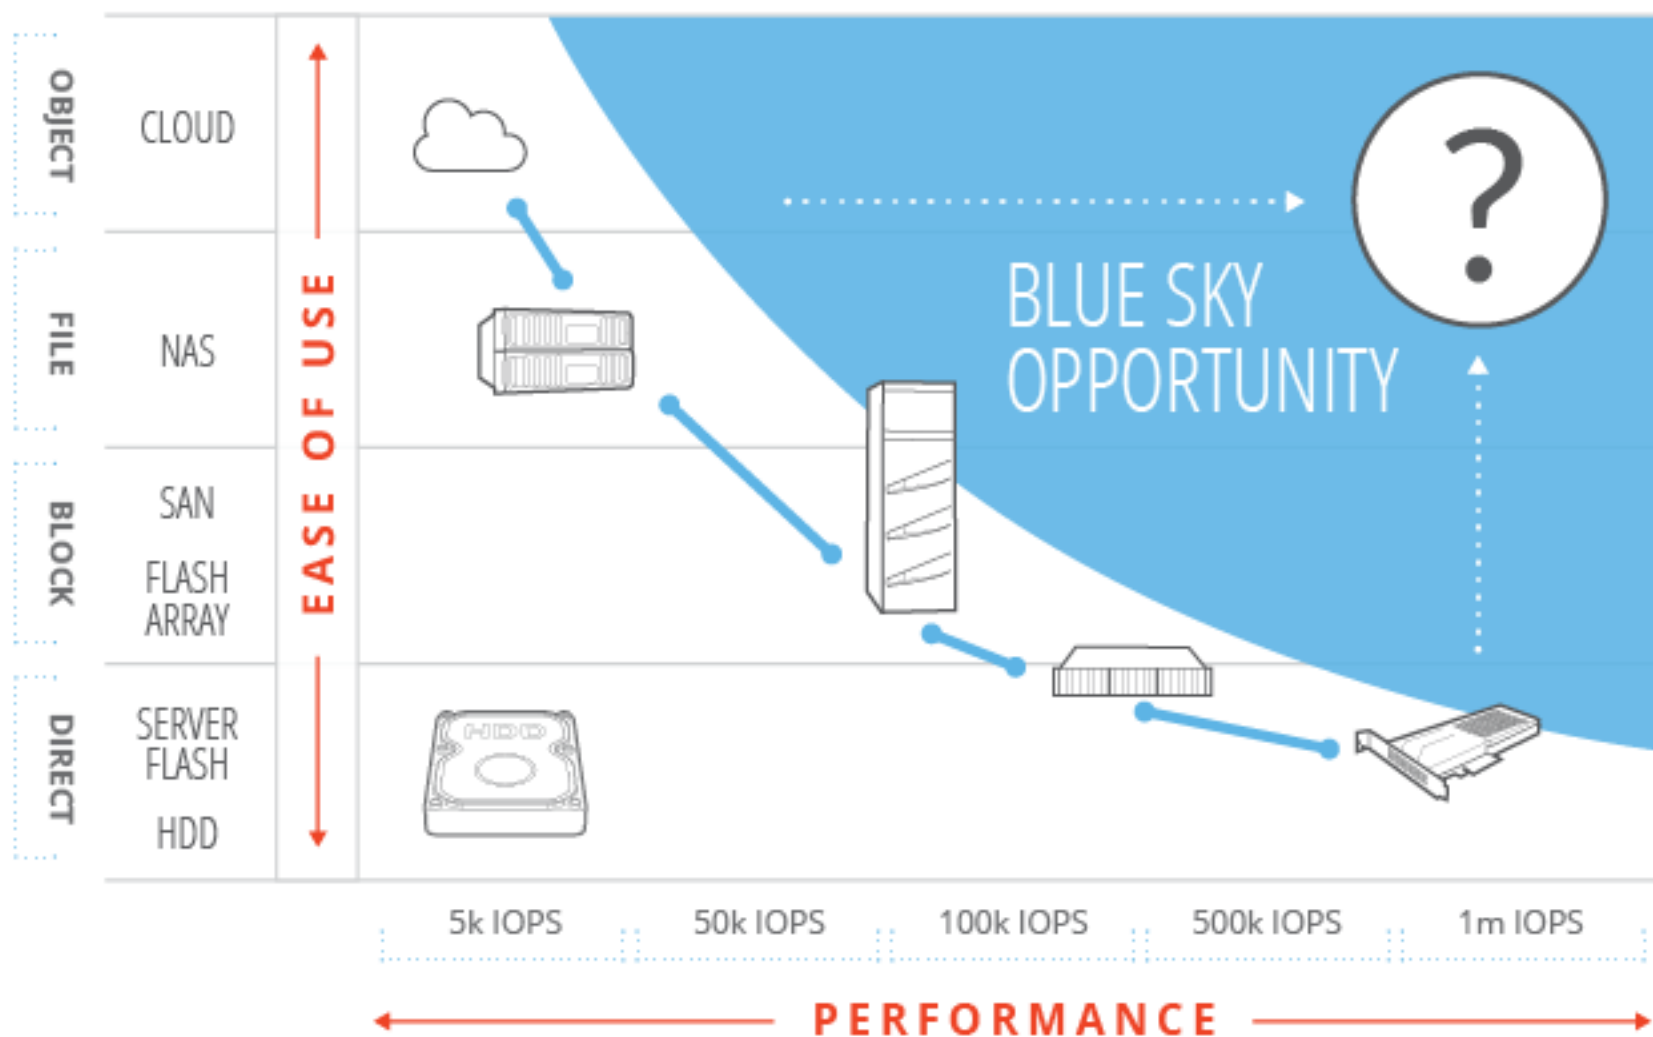 OBJECT
CLOUD
FILE
NAS
BLOCK
SAN
FLASH
ARRAY
DIRECT
SERVER
FLASH
HDD
EASE OF USE
?
BLUE SKY
OPPORTUNITY
HDD
5k IOPS
50k IOPS
100k IOPS
500k IOPS
1m IOPS
PERFORMANCE